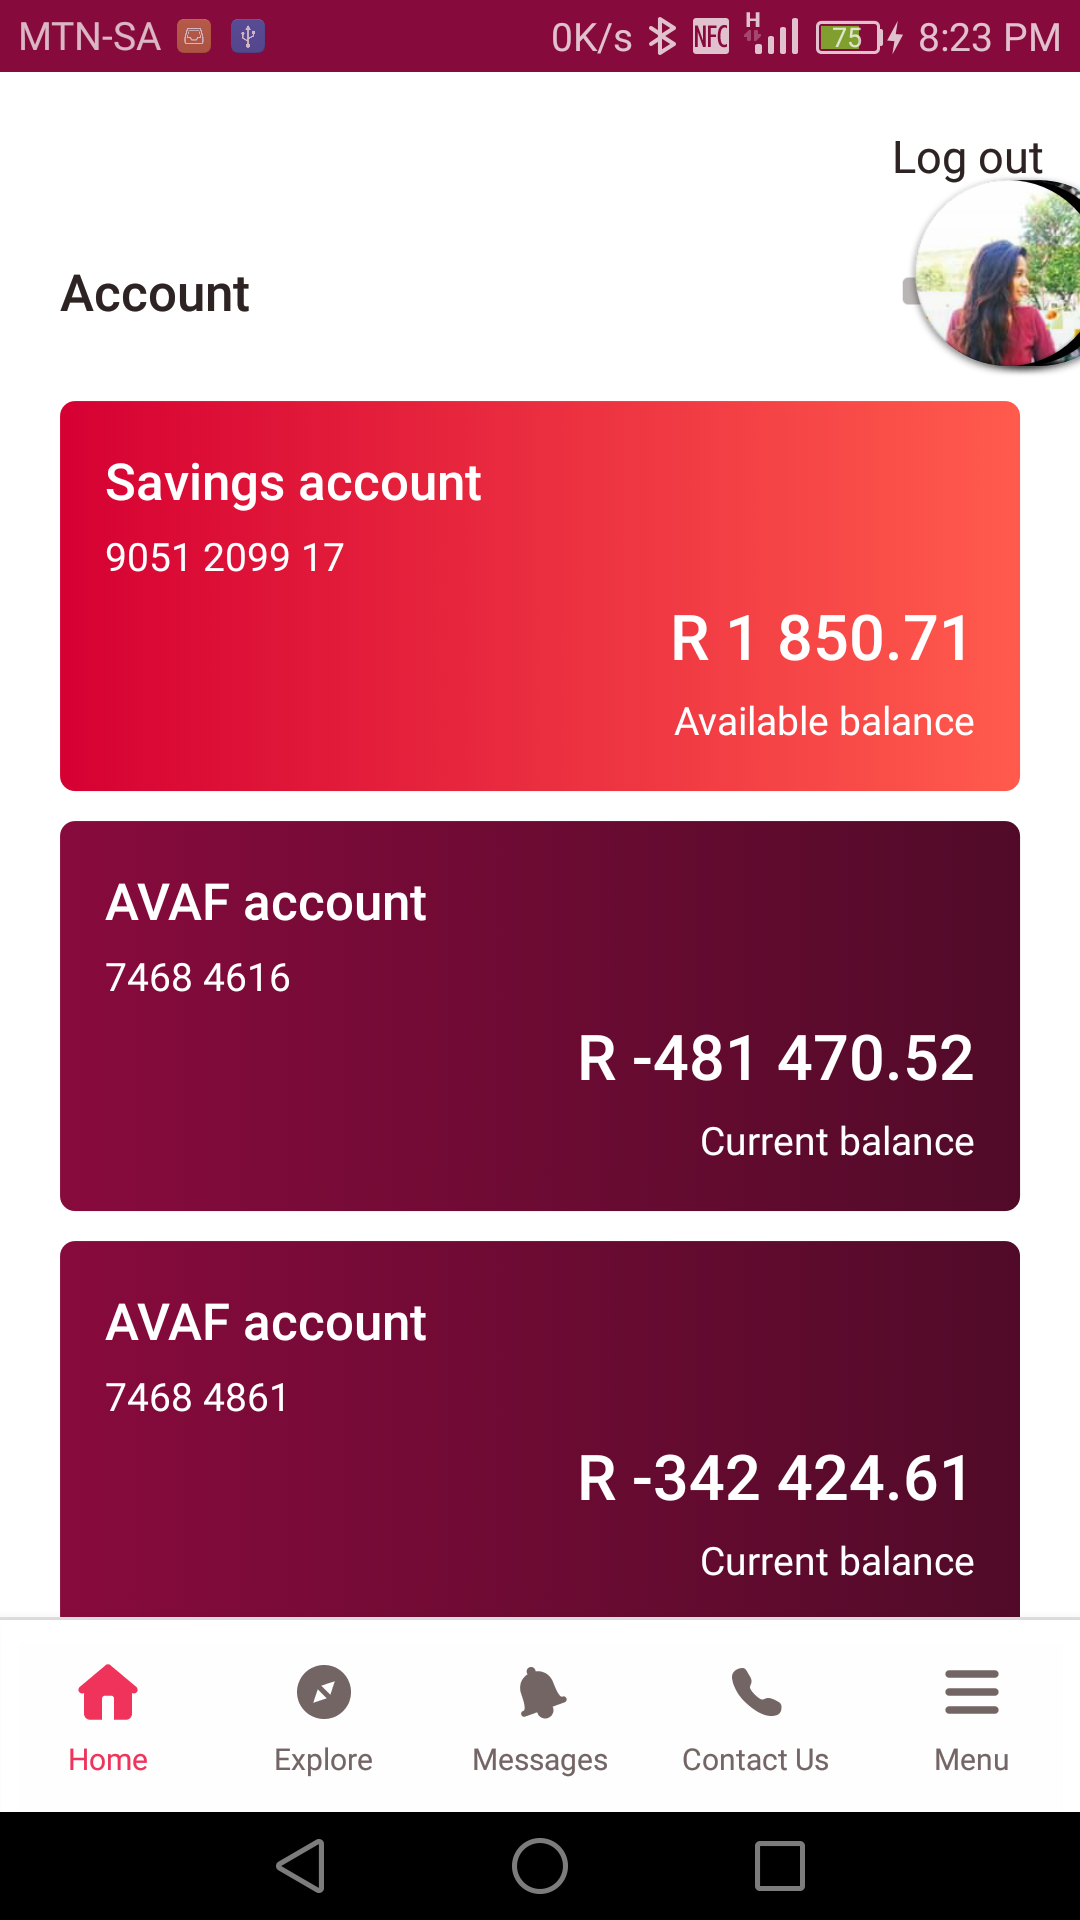 MTN-SA 0K/s NFC H 75 8:23 PM
Log out
Account
Savings account
9051 2099 17
R 1 850.71
Available balance
AVAF account
7468 4616
R -481 470.52
Current balance
AVAF account
7468 4861
R -342 424.61
Current balance
Home Explore Messages Contact Us Menu